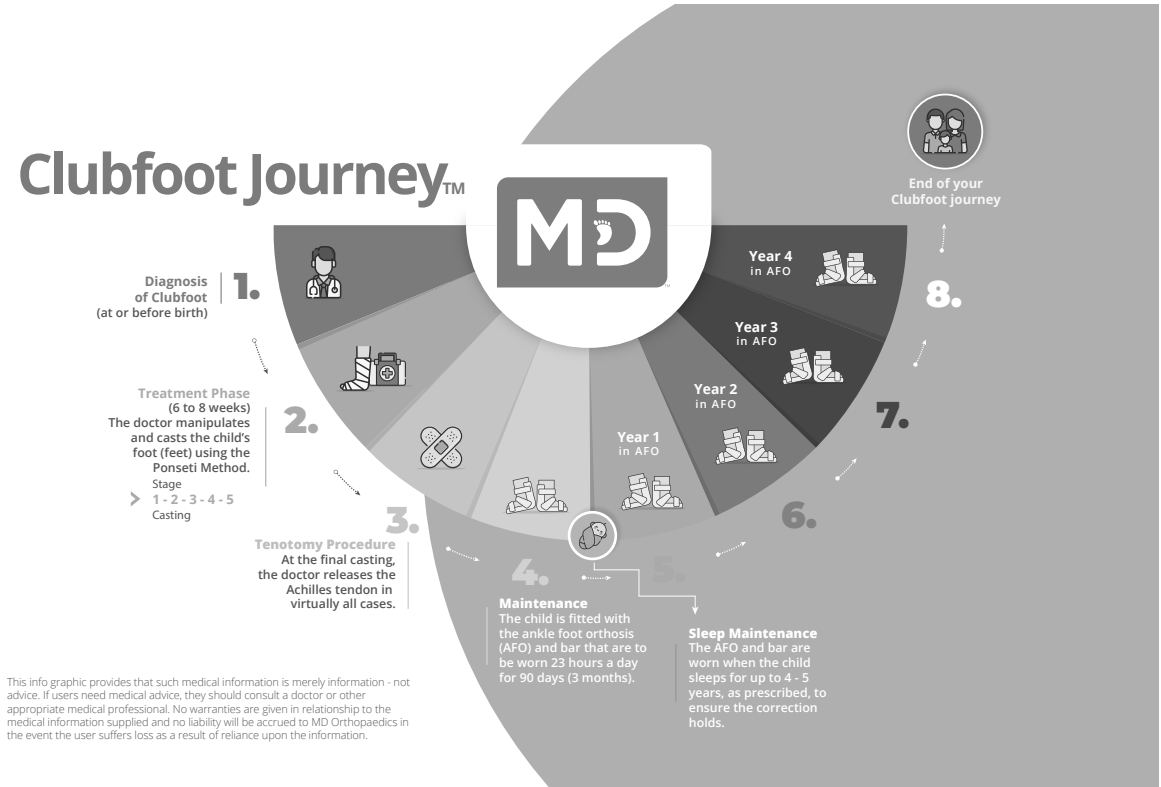 Clubfoot Journey™
MD
™
1.
Diagnosis
of Clubfoot
(at or before birth)
2.
Treatment Phase
(6 to 8 weeks)
The doctor manipulates
and casts the child's
foot (feet) using the
Ponseti Method.
Stage
1 - 2 - 3 - 4 - 5
Casting
3.
Tenotomy Procedure
At the final casting,
the doctor releases the
Achilles tendon in
virtually all cases.
4.
Maintenance
The child is fitted with
the ankle foot orthosis
(AFO) and bar that are to
be worn 23 hours a day
for 90 days (3 months).
5.
Sleep Maintenance
The AFO and bar are
worn when the child
sleeps for up to 4 - 5
years, as prescribed, to
ensure the correction
holds.
Year 1
in AFO
6.
Year 2
in AFO
7.
Year 3
in AFO
8.
Year 4
in AFO
End of your
Clubfoot journey
This info graphic provides that such medical information is merely information - not
advice. If users need medical advice, they should consult a doctor or other
appropriate medical professional. No warranties are given in relationship to the
medical information supplied and no liability will be accrued to MD Orthopaedics in
the event the user suffers loss as a result of reliance upon the information.